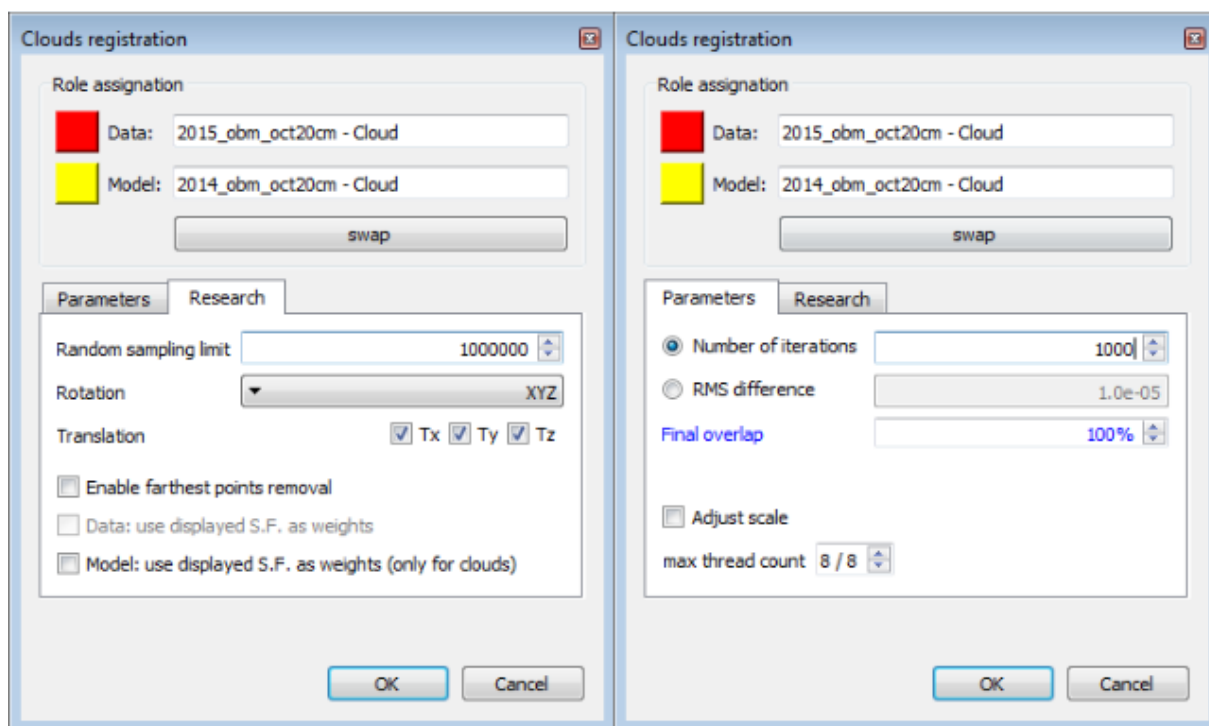 Clouds registration
Role assignation
Data: 2015_obm_oct20cm - Cloud
Model: 2014_obm_oct20cm - Cloud
swap
Parameters Research
Random sampling limit 1000000
Rotation XYZ
Translation Tx Ty Tz
Enable farthest points removal
Data: use displayed S.F. as weights
Model: use displayed S.F. as weights (only for clouds)
OK Cancel
Clouds registration
Role assignation
Data: 2015_obm_oct20cm - Cloud
Model: 2014_obm_oct20cm - Cloud
swap
Parameters Research
Number of iterations 1000
RMS difference 1.0e-05
Final overlap 100%
Adjust scale
max thread count 8 / 8
OK Cancel